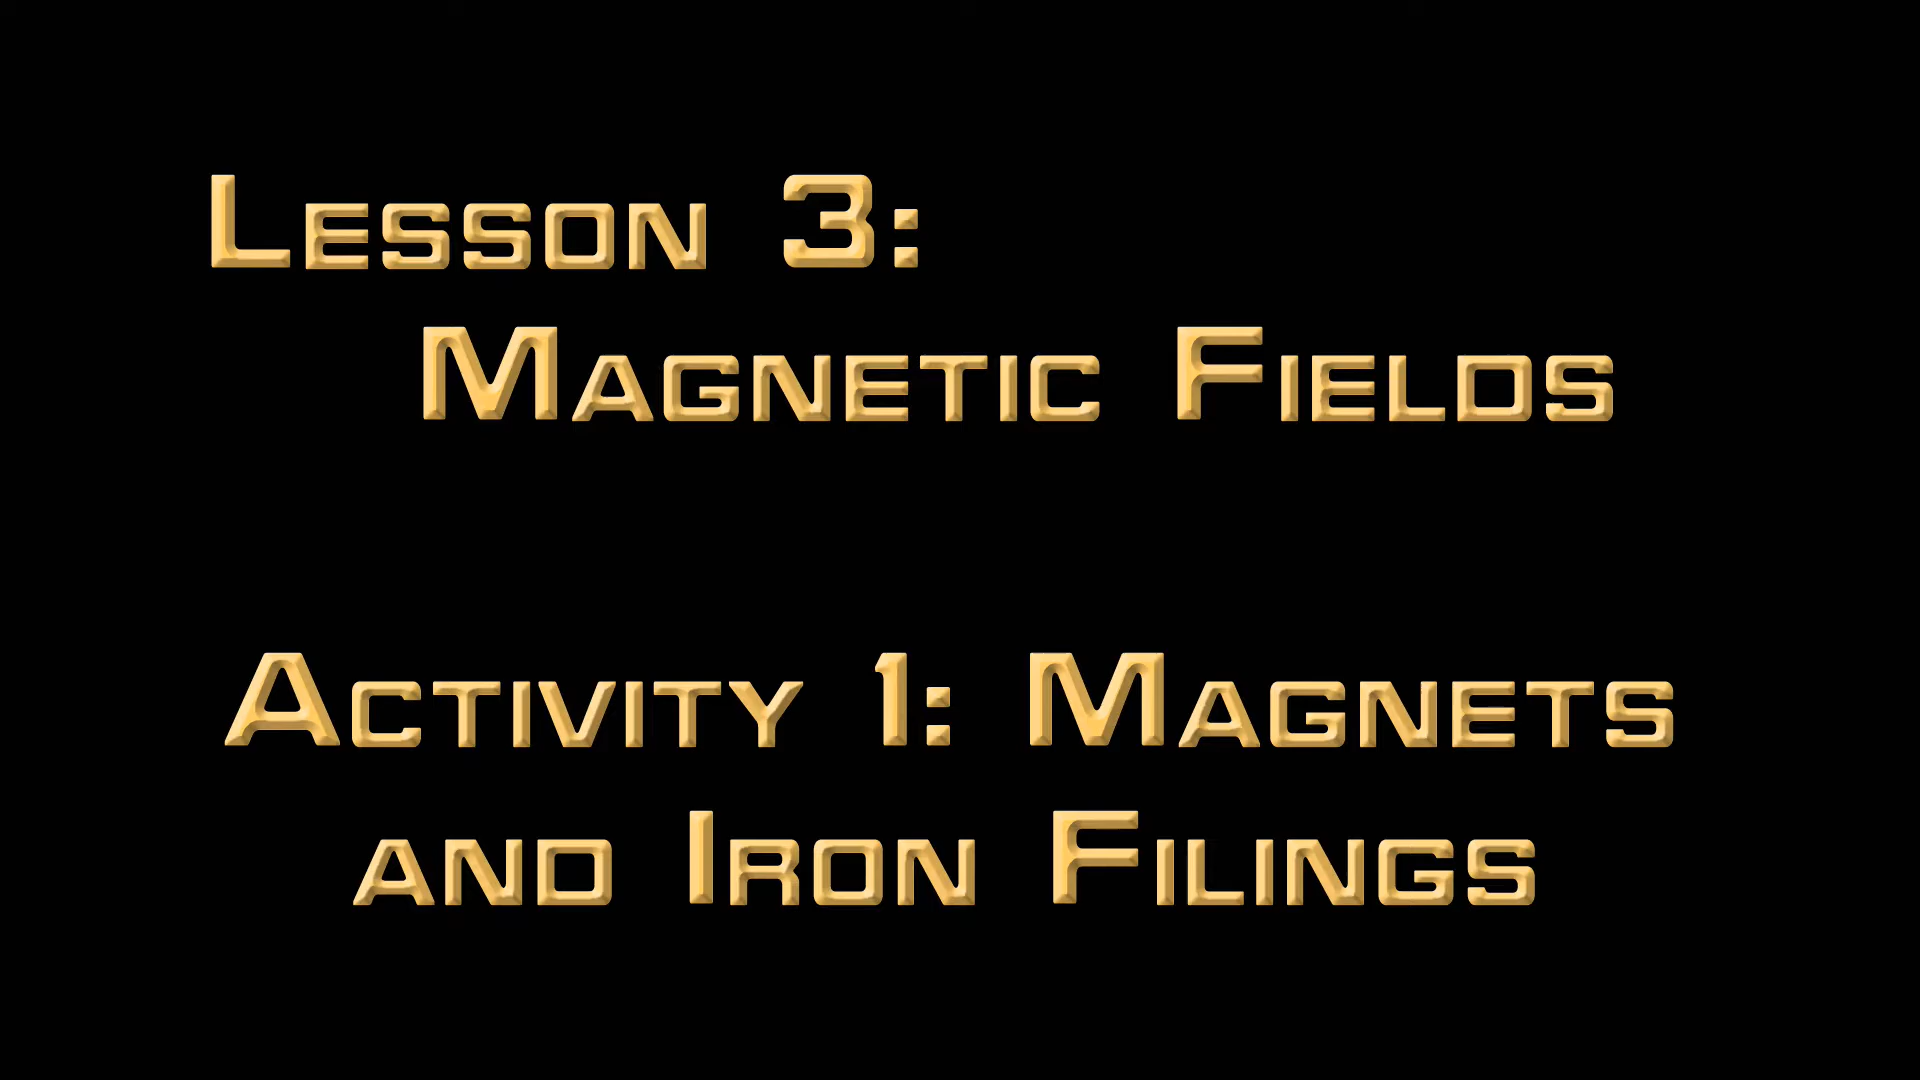 Lesson 3:
Magnetic Fields
Activity 1: Magnets
and Iron Filings